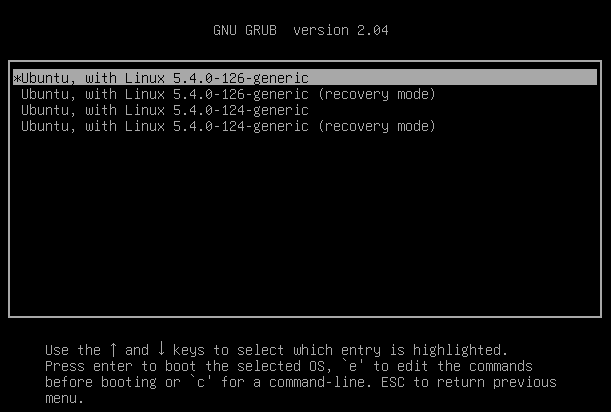 GNU GRUB  version 2.04
*Ubuntu, with Linux 5.4.0-126-generic
Ubuntu, with Linux 5.4.0-126-generic (recovery mode)
Ubuntu, with Linux 5.4.0-124-generic
Ubuntu, with Linux 5.4.0-124-generic (recovery mode)
Use the ↑ and ↓ keys to select which entry is highlighted.
Press enter to boot the selected OS, `e' to edit the commands
before booting or `c' for a command-line. ESC to return previous
menu.